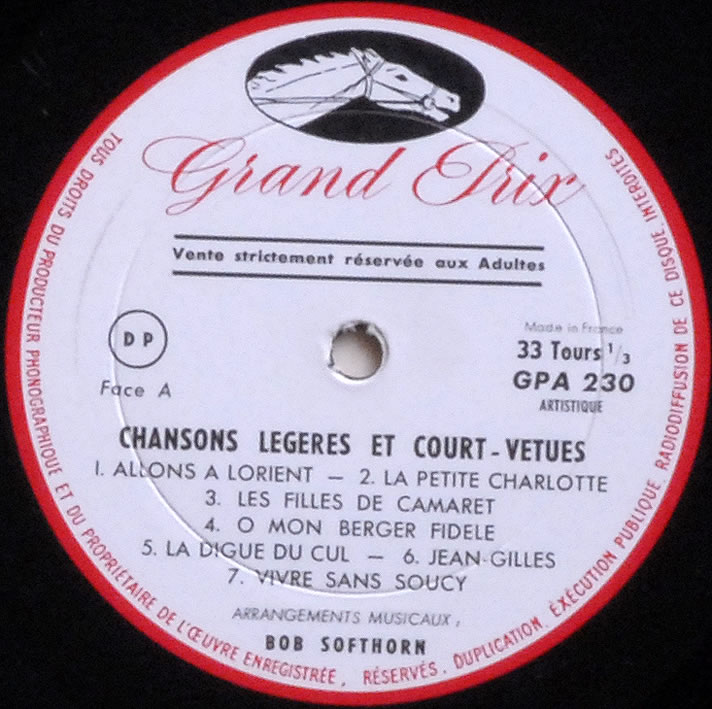 Grand Prix
Vente strictement réservée aux Adultes
DP
Face A
Made in France
33 Tours 1/3
GPA 230
ARTISTIQUE
CHANSONS LEGERES ET COURT-VETUES
1. ALLONS A LORIENT — 2. LA PETITE CHARLOTTE
3. LES FILLES DE CAMARET
4. O MON BERGER FIDELE
5. LA DIGUE DU CUL — 6. JEAN-GILLES
7. VIVRE SANS SOUCY
ARRANGEMENTS MUSICAUX,
BOB SOFTHORN
TOUS DROITS DU PRODUCTEUR PHONOGRAPHIQUE ET DU PROPRIÉTAIRE DE L'ŒUVRE ENREGISTRÉE, RÉSERVÉS. DUPLICATION. EXÉCUTION PUBLIQUE. RADIODIFFUSION DE CE DISQUE INTERDITES